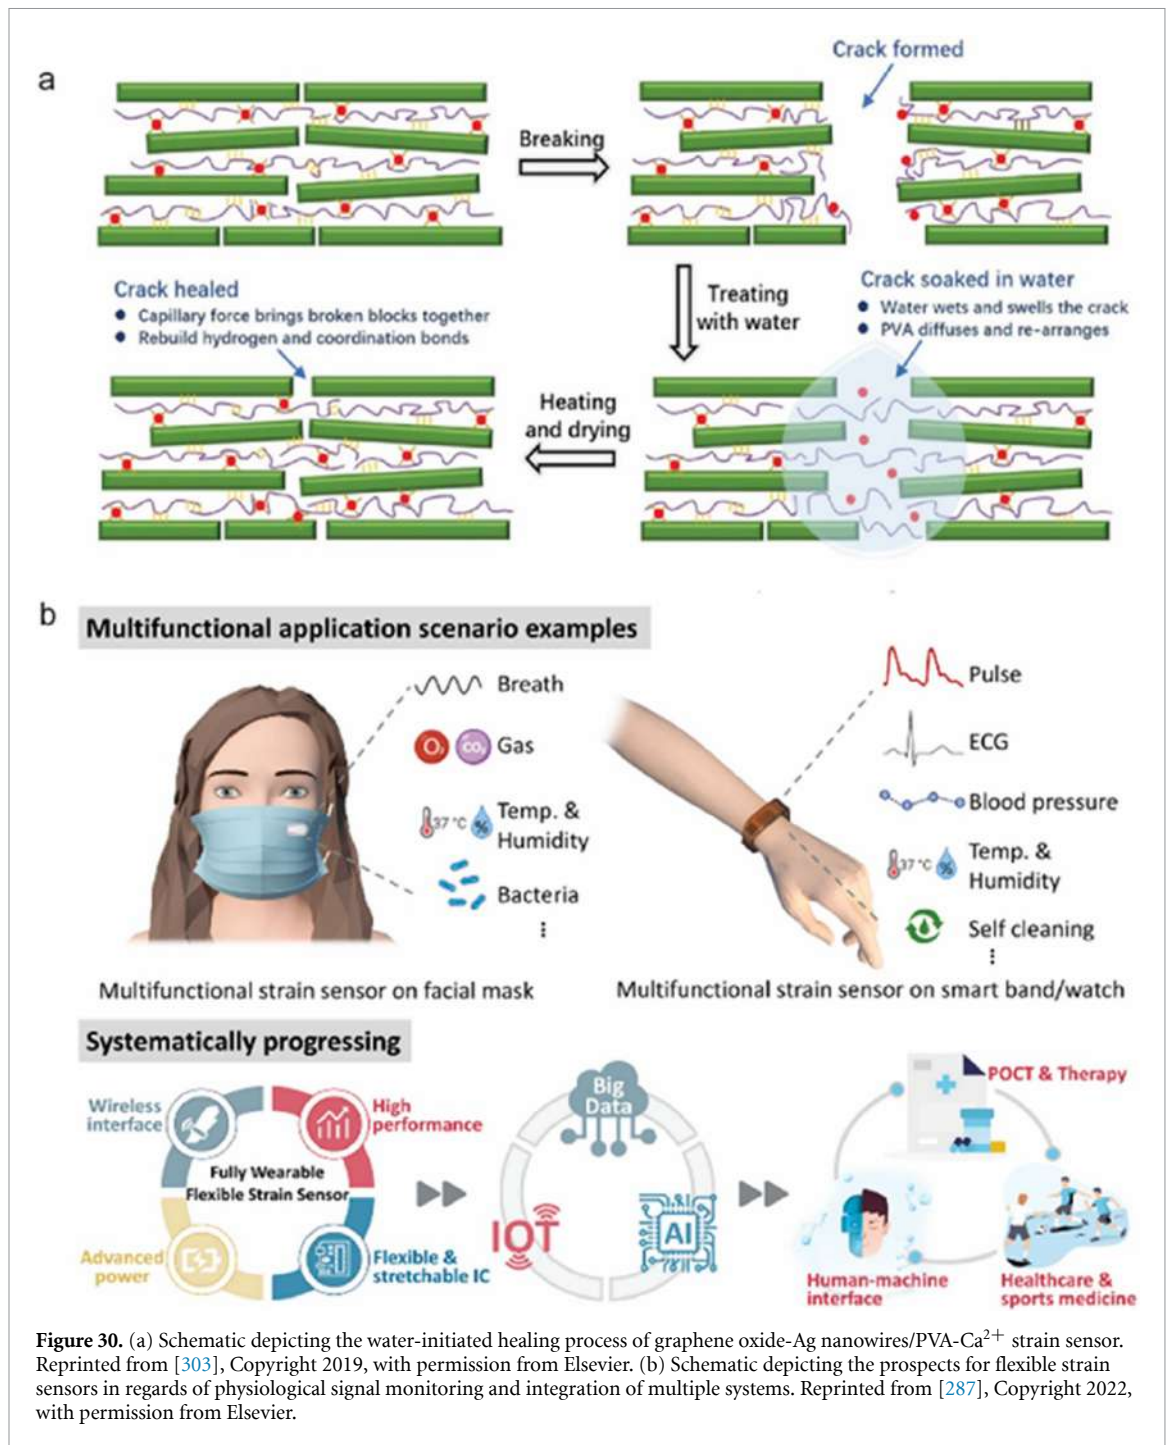 a
Crack formed
Breaking
Crack healed
● Capillary force brings broken blocks together
● Rebuild hydrogen and coordination bonds
Treating
with water
Crack soaked in water
● Water wets and swells the crack
● PVA diffuses and re-arranges
Heating
and drying
b
Multifunctional application scenario examples
Breath
O₂ CO₂ Gas
37 °C % Temp. &
Humidity
Bacteria
⋮
Multifunctional strain sensor on facial mask
Pulse
ECG
Blood pressure
37 °C % Temp. &
Humidity
Self cleaning
⋮
Multifunctional strain sensor on smart band/watch
Systematically progressing
Wireless
interface
High
performance
Fully Wearable
Flexible Strain Sensor
Advanced
power
Flexible &
stretchable IC
Big
Data
IOT
AI
POCT & Therapy
Human-machine
interface
Healthcare &
sports medicine
Figure 30. (a) Schematic depicting the water-initiated healing process of graphene oxide-Ag nanowires/PVA-Ca²⁺ strain sensor.
Reprinted from [303], Copyright 2019, with permission from Elsevier. (b) Schematic depicting the prospects for flexible strain
sensors in regards of physiological signal monitoring and integration of multiple systems. Reprinted from [287], Copyright 2022,
with permission from Elsevier.